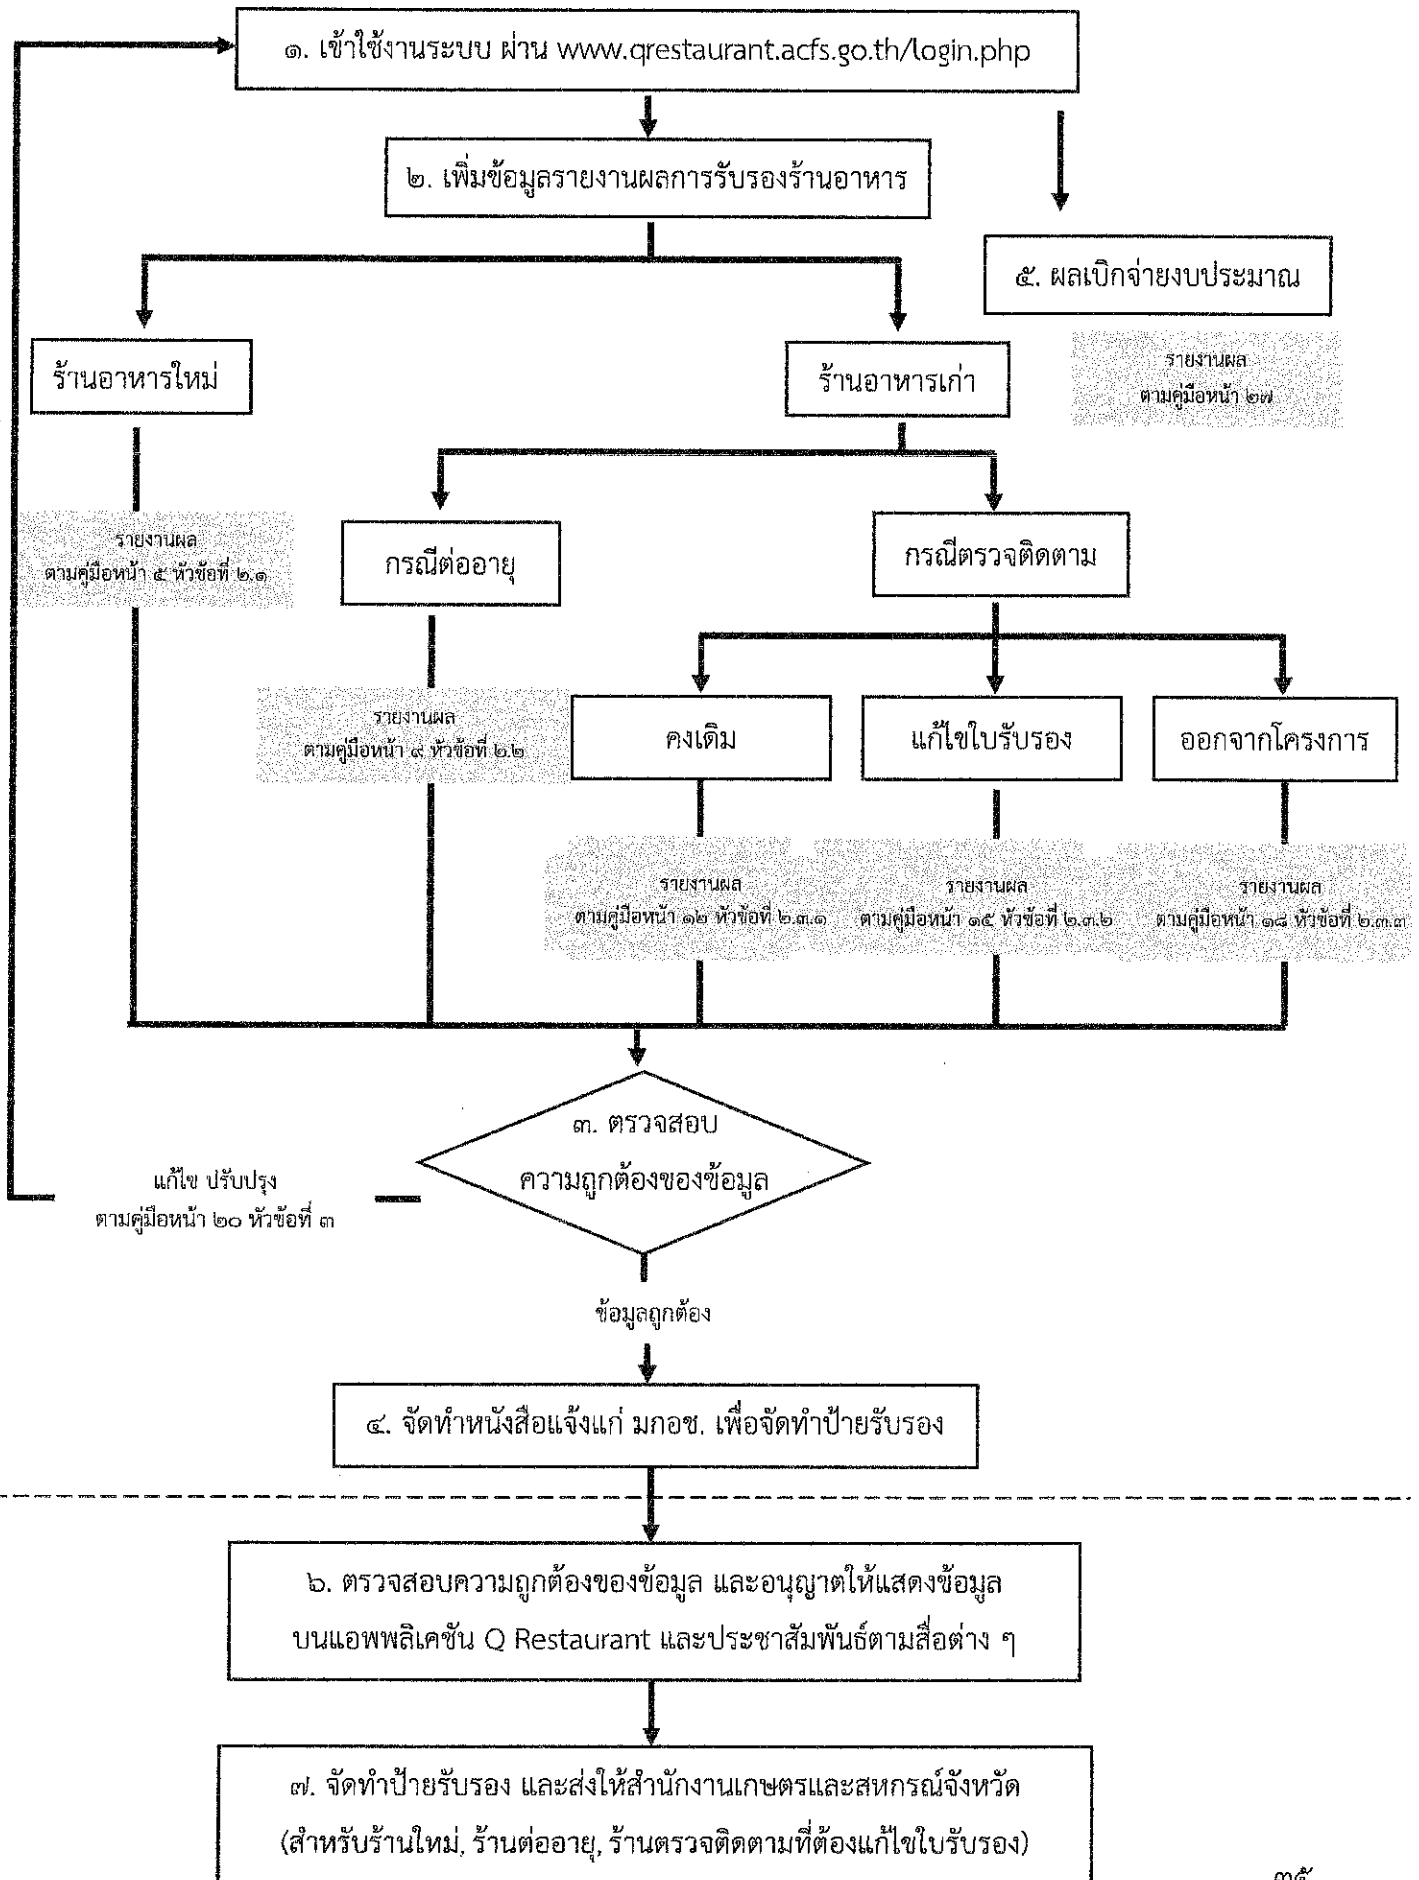 ๑. เข้าใช้งานระบบ ผ่าน www.qrestaurant.acfs.go.th/login.php
๒. เพิ่มข้อมูลรายงานผลการรับรองร้านอาหาร
๕. ผลเบิกจ่ายงบประมาณ
รายงานผล
ตามคู่มือหน้า ๒๗
ร้านอาหารใหม่
ร้านอาหารเก่า
รายงานผล
ตามคู่มือหน้า ๕ หัวข้อที่ ๒.๑
กรณีต่ออายุ
กรณีตรวจติดตาม
รายงานผล
ตามคู่มือหน้า ๙ หัวข้อที่ ๒.๒
คงเดิม
แก้ไขใบรับรอง
ออกจากโครงการ
รายงานผล
ตามคู่มือหน้า ๑๒ หัวข้อที่ ๒.๓.๑
รายงานผล
ตามคู่มือหน้า ๑๕ หัวข้อที่ ๒.๓.๒
รายงานผล
ตามคู่มือหน้า ๑๘ หัวข้อที่ ๒.๓.๓
๓. ตรวจสอบ
ความถูกต้องของข้อมูล
แก้ไข ปรับปรุง
ตามคู่มือหน้า ๒๐ หัวข้อที่ ๓
ข้อมูลถูกต้อง
๔. จัดทำหนังสือแจ้งแก่ มกอช. เพื่อจัดทำป้ายรับรอง
๖. ตรวจสอบความถูกต้องของข้อมูล และอนุญาตให้แสดงข้อมูล
บนแอพพลิเคชัน Q Restaurant และประชาสัมพันธ์ตามสื่อต่าง ๆ
๗. จัดทำป้ายรับรอง และส่งให้สำนักงานเกษตรและสหกรณ์จังหวัด
(สำหรับร้านใหม่, ร้านต่ออายุ, ร้านตรวจติดตามที่ต้องแก้ไขใบรับรอง)